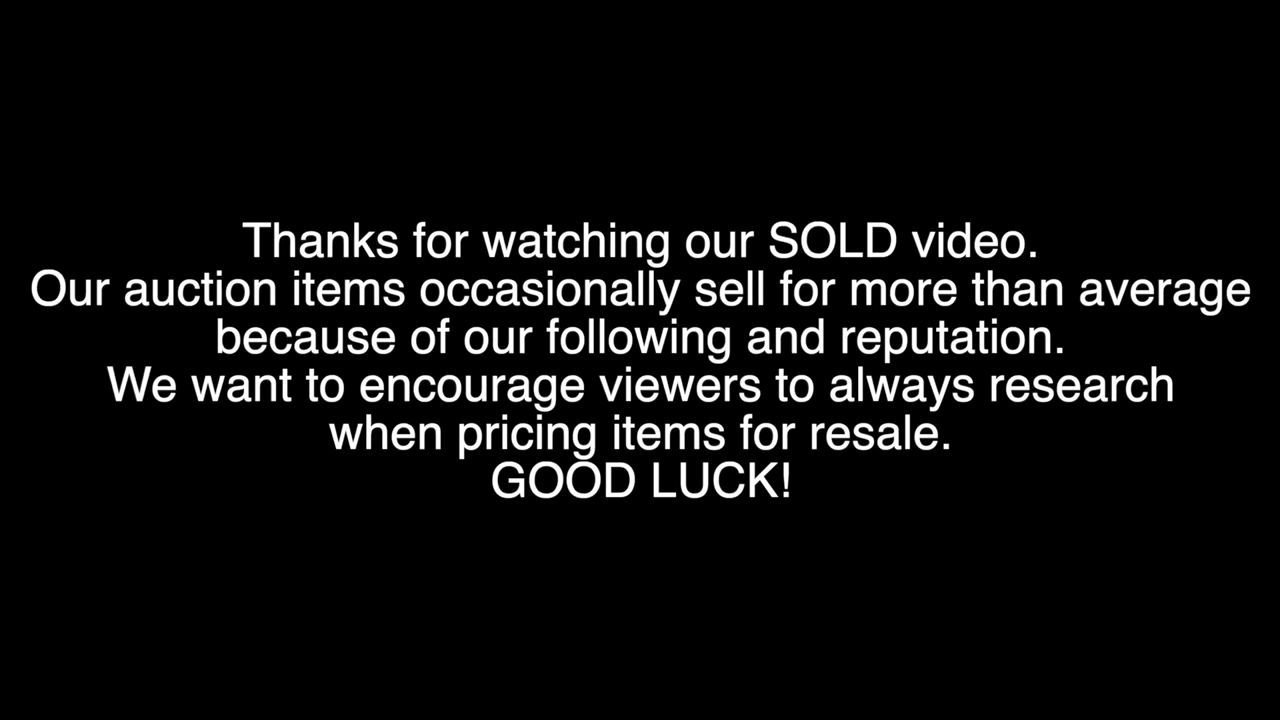 Thanks for watching our SOLD video.
Our auction items occasionally sell for more than average
because of our following and reputation.
We want to encourage viewers to always research
when pricing items for resale.
GOOD LUCK!